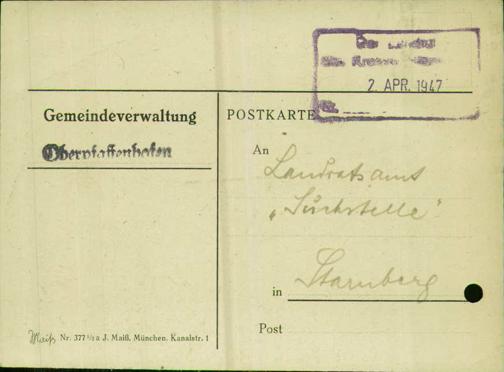 2. APR. 1947
Gemeindeverwaltung
Oberpfaffenhofen
POSTKARTE
An
Landratsamt
„Suchstelle"
in Starnberg
Post
Maiß Nr. 377 ½ a J. Maiß, München, Kanalstr. 1